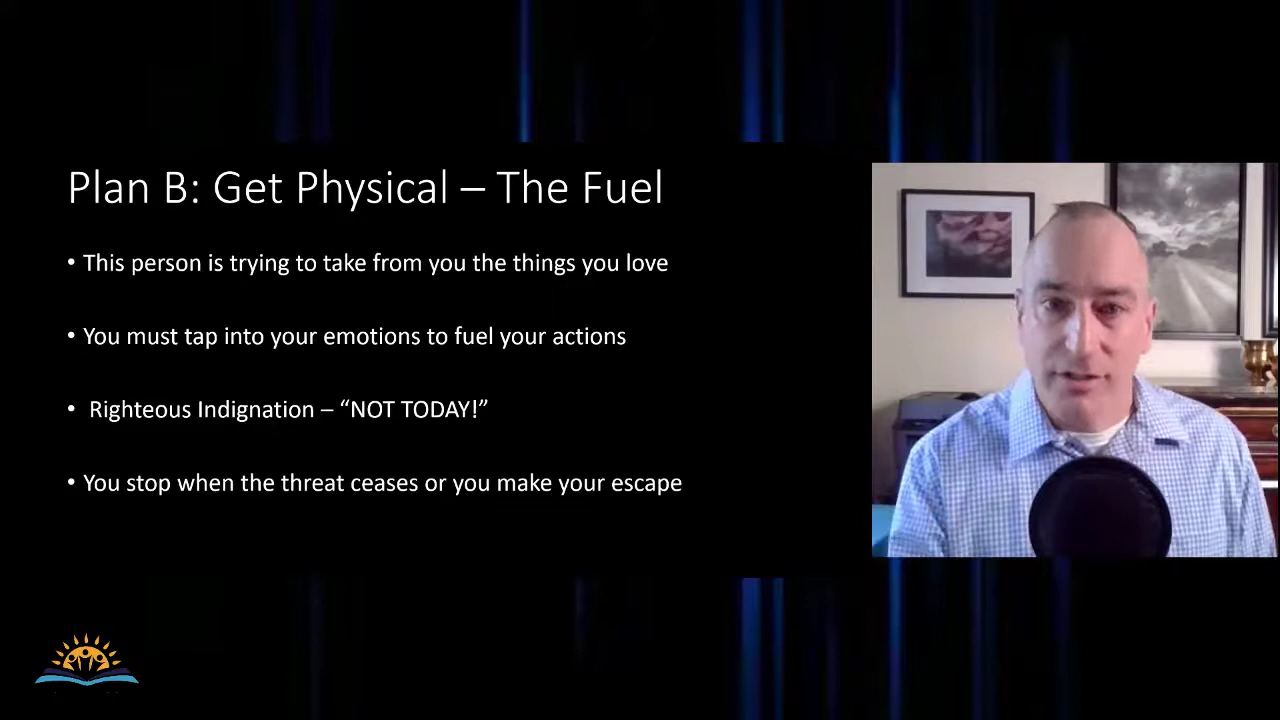 Plan B: Get Physical – The Fuel
• This person is trying to take from you the things you love
• You must tap into your emotions to fuel your actions
• Righteous Indignation – “NOT TODAY!”
• You stop when the threat ceases or you make your escape